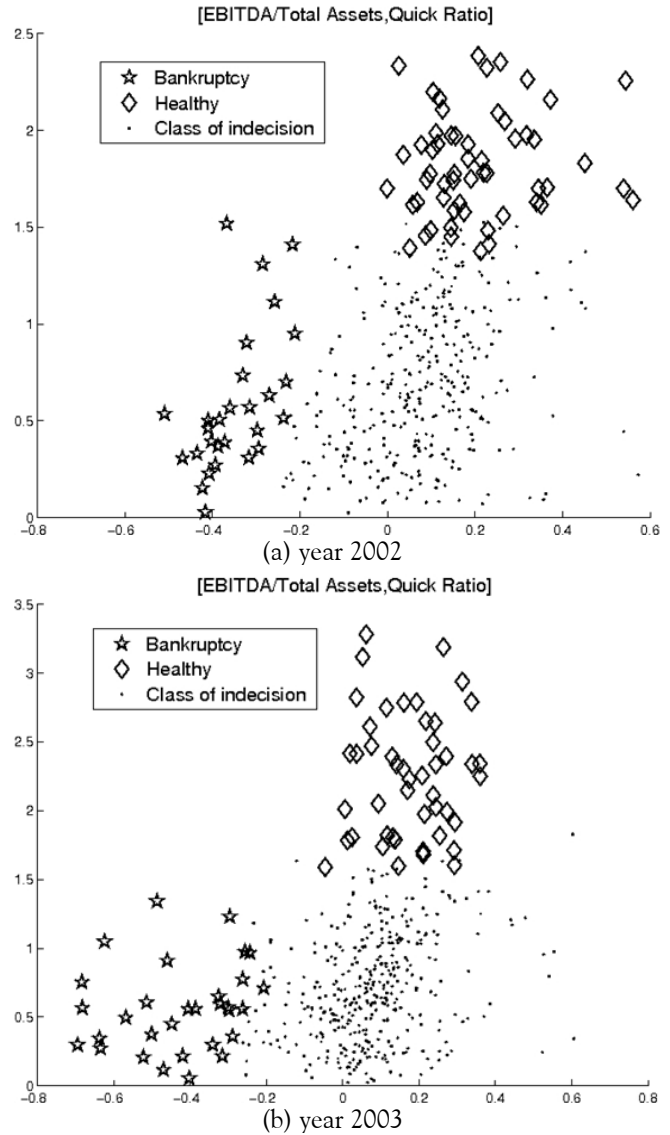 [EBITDA/Total Assets,Quick Ratio]
2.5
Bankruptcy
Healthy
Class of indecision
2
1.5
1
0.5
0
−0.8 −0.6 −0.4 −0.2 0 0.2 0.4 0.6
(a) year 2002
[EBITDA/Total Assets,Quick Ratio]
3.5
Bankruptcy
Healthy
Class of indecision
3
2.5
2
1.5
1
0.5
0
−0.8 −0.6 −0.4 −0.2 0 0.2 0.4 0.6 0.8
(b) year 2003